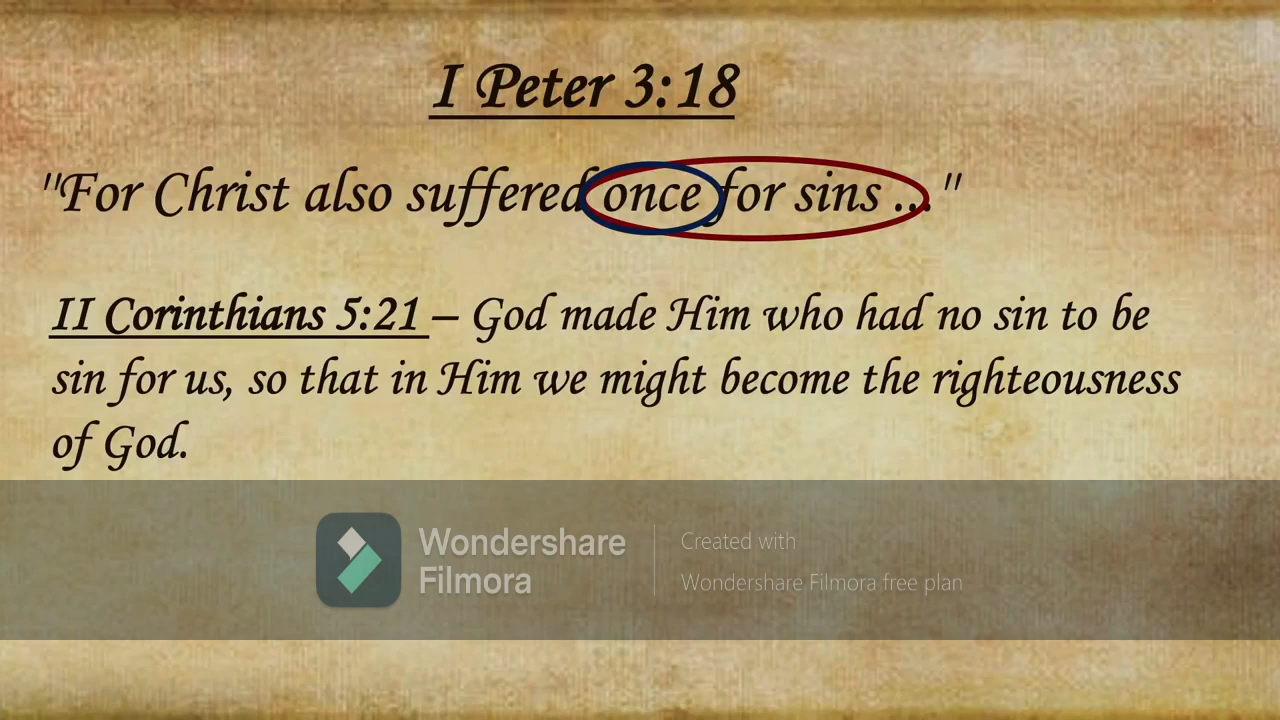 I Peter 3:18
"For Christ also suffered once for sins ..."
II Corinthians 5:21 – God made Him who had no sin to be
sin for us, so that in Him we might become the righteousness
of God.
Wondershare
Filmora
Created with
Wondershare Filmora free plan